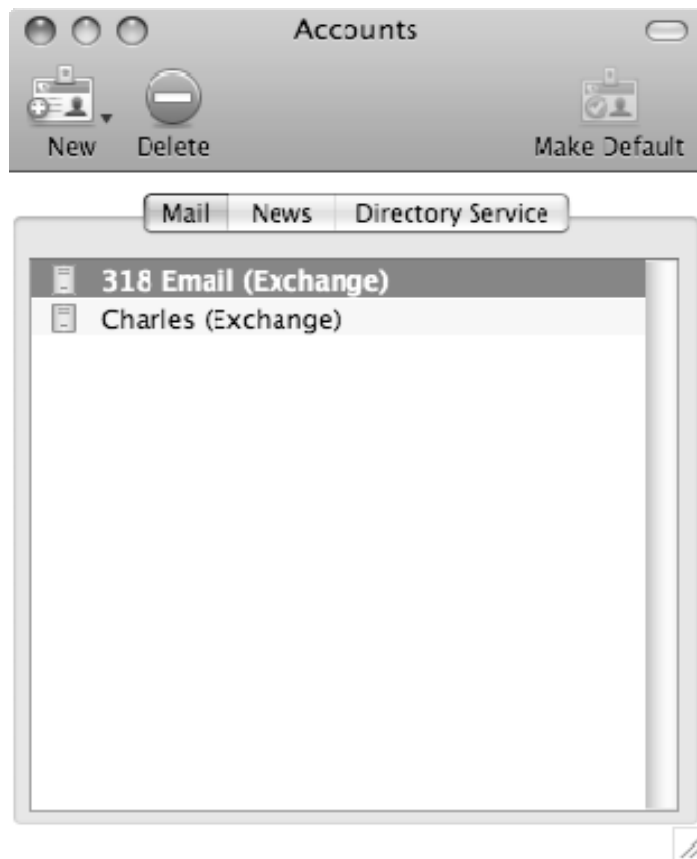 Accounts
New Delete Make Default
Mail News Directory Service
318 Email (Exchange)
Charles (Exchange)